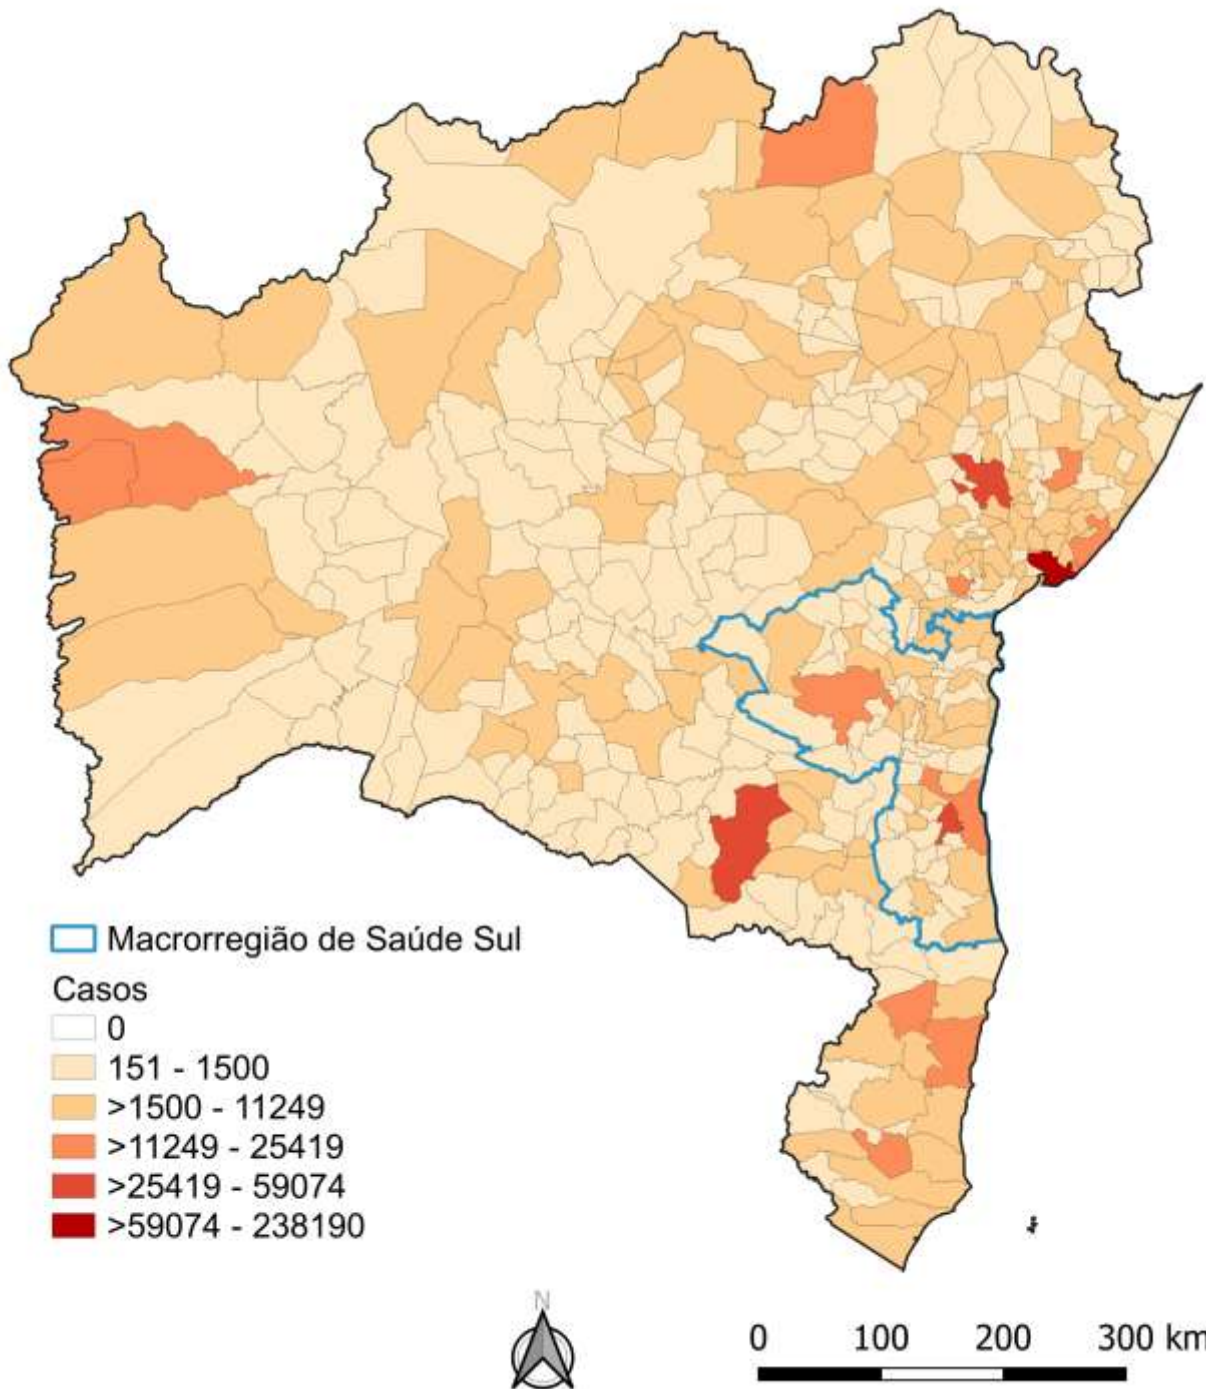 Macrorregião de Saúde Sul
Casos
0
151 - 1500
>1500 - 11249
>11249 - 25419
>25419 - 59074
>59074 - 238190
N
0 100 200 300 km